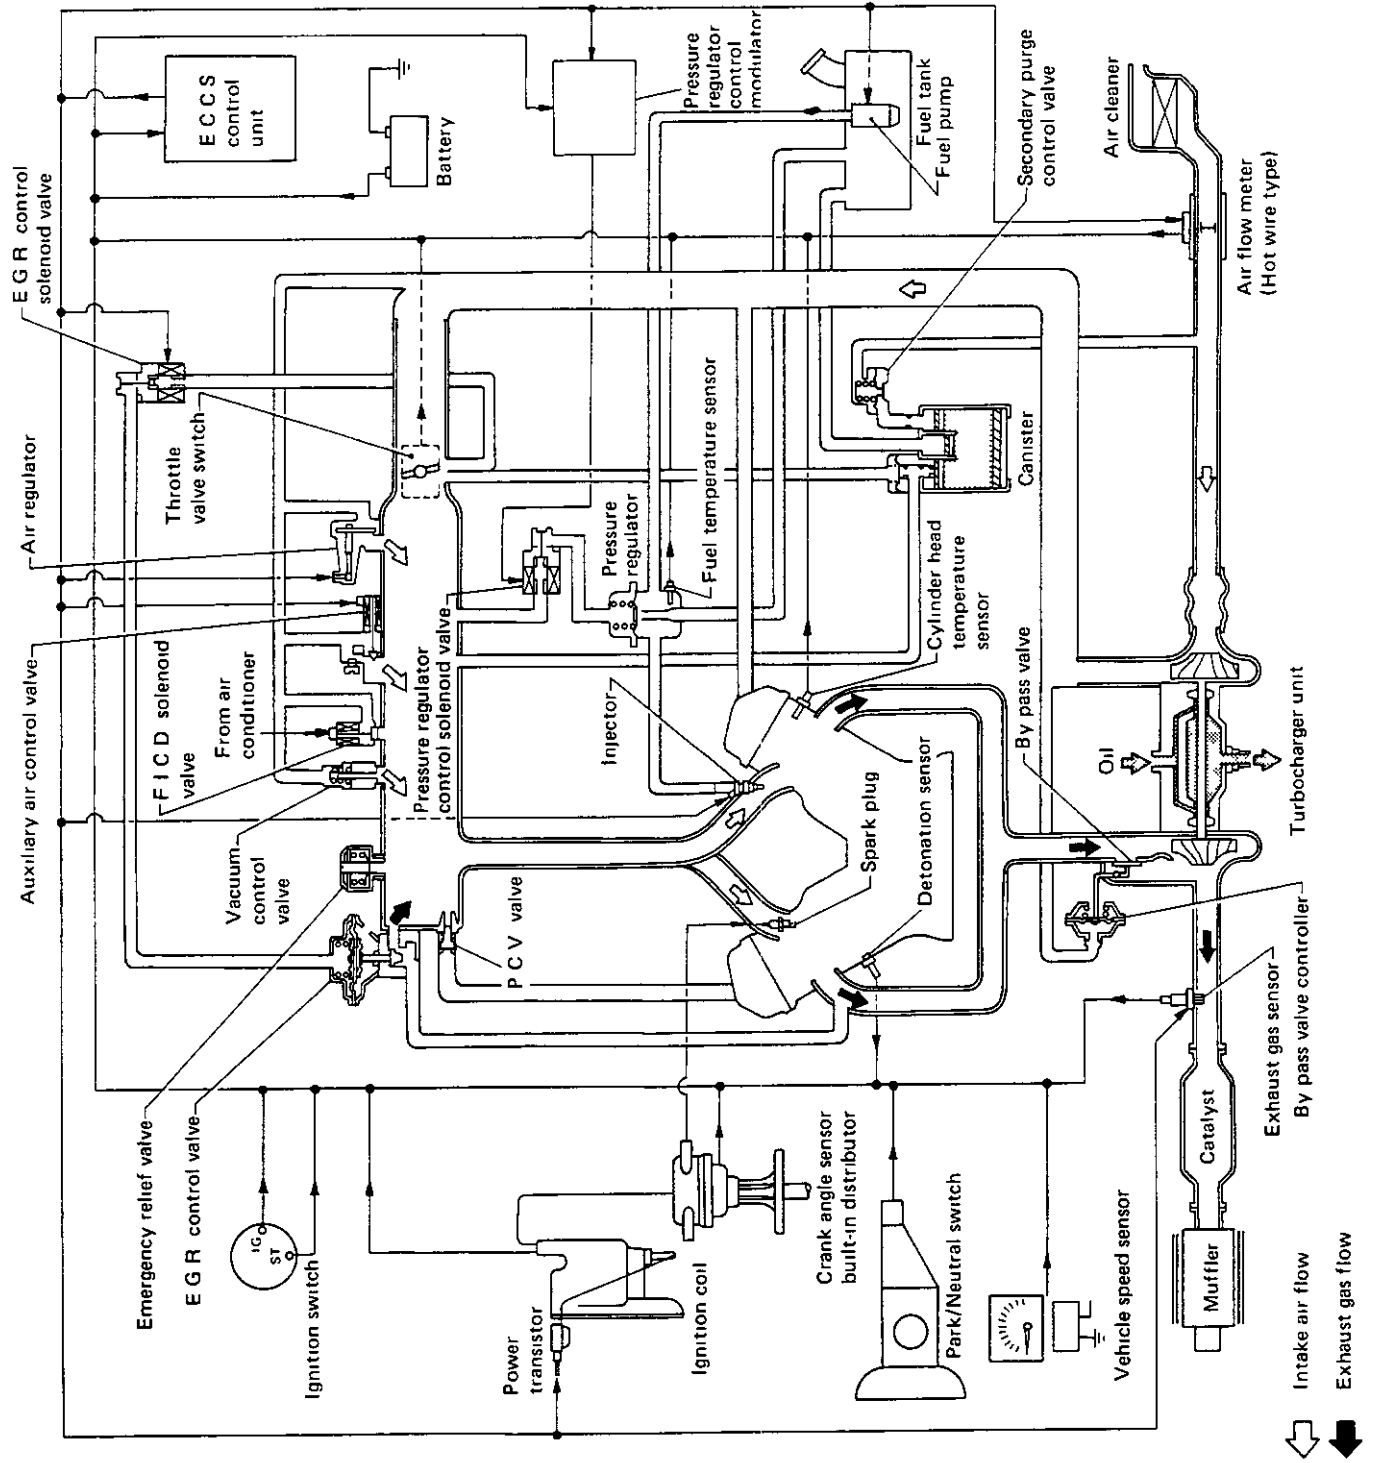 E C C S
control
unit
Battery
E G R control
solenoid valve
Pressure
regulator
control
modulator
Fuel tank
Fuel pump
Secondary purge
control valve
Air cleaner
Air flow meter
(Hot wire type)
Air regulator
Throttle
valve switch
Auxiliary air control valve
F I C D solenoid
valve
From air
conditioner
Vacuum
control
valve
Pressure regulator
control solenoid valve
Pressure
regulator
Fuel temperature sensor
Canister
Cylinder head
temperature
sensor
Injector
By pass valve
Oil
Turbocharger unit
Spark plug
Detonation sensor
P C V valve
Emergency relief valve
E G R control valve
IG
ST
Ignition switch
Power
transistor
Ignition coil
Crank angle sensor
built-in distributor
Park/Neutral switch
Vehicle speed sensor
Exhaust gas sensor
By pass valve controller
Catalyst
Muffler
Intake air flow
Exhaust gas flow